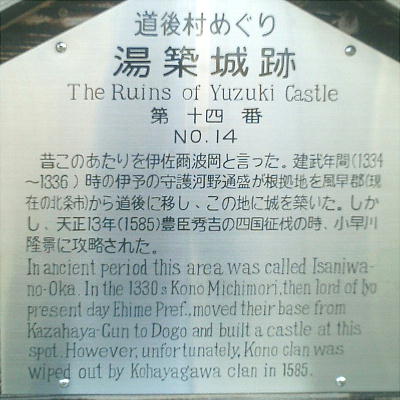 道後村めぐり
湯築城跡
The Ruins of Yuzuki Castle
第十四番
NO.14
昔このあたりを伊佐爾波岡と言った。建武年間(1334
～1336)時の伊予の守護河野通盛が根拠地を風早郡(現
在の北条市)から道後に移し、この地に城を築いた。しか
し、天正13年(1585)豊臣秀吉の四国征伐の時、小早川
隆景に攻略された。
In ancient period this area was called Isaniwa-
no-Oka. In the 1330s Kono Michimori, then lord of Iyo
present day Ehime Pref., moved their base from
Kazahaya-Gun to Dogo and built a castle at this
spot. However, unfortunately, Kono clan was
wiped out by Kohayagawa clan in 1585.